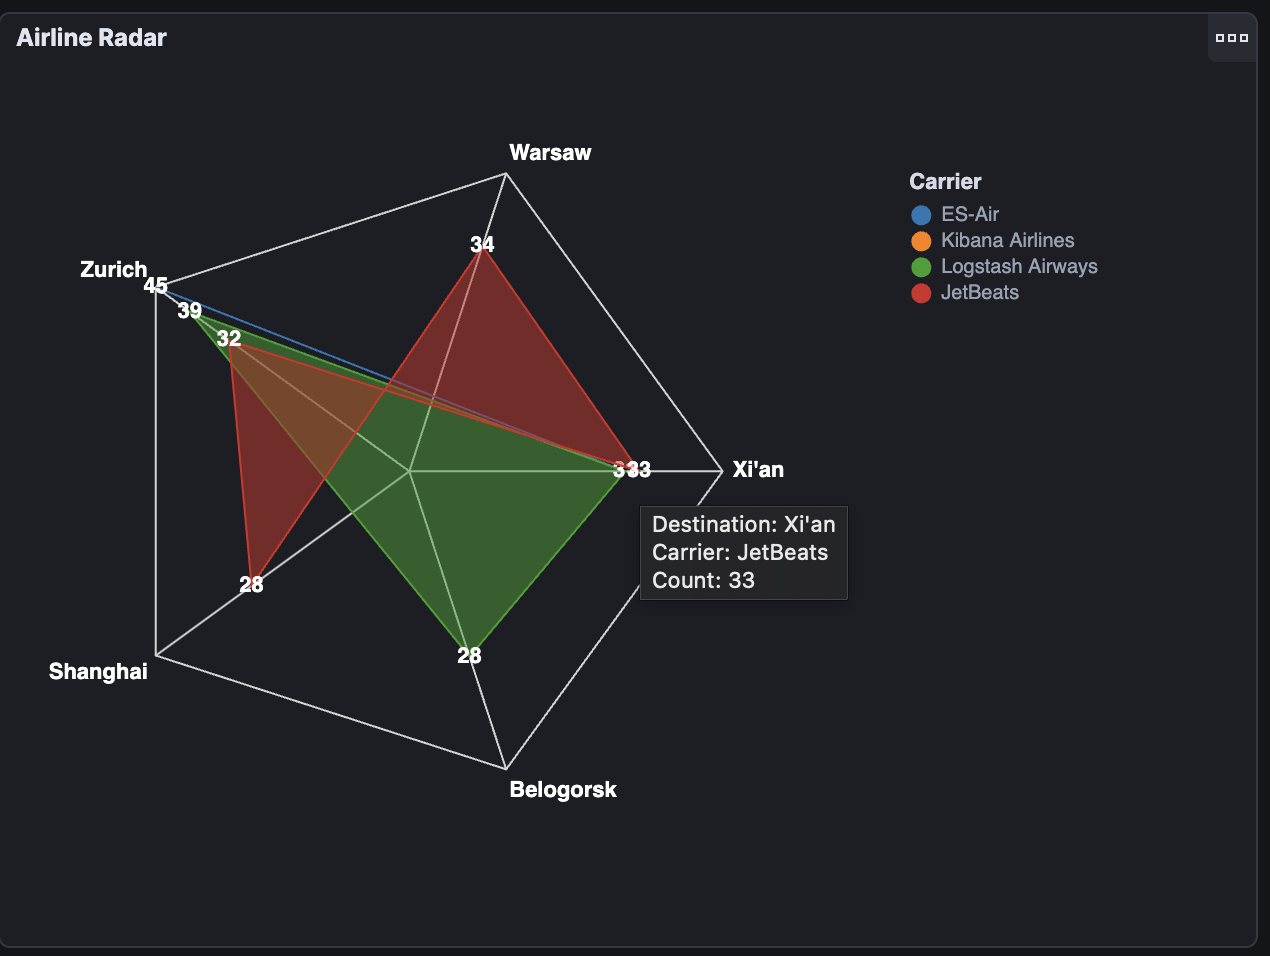 Airline Radar
Warsaw
Carrier
ES-Air
Kibana Airlines
Logstash Airways
JetBeats
34
Zurich
45
39
32
33
Xi'an
Destination: Xi'an
Carrier: JetBeats
Count: 33
28
28
Shanghai
Belogorsk